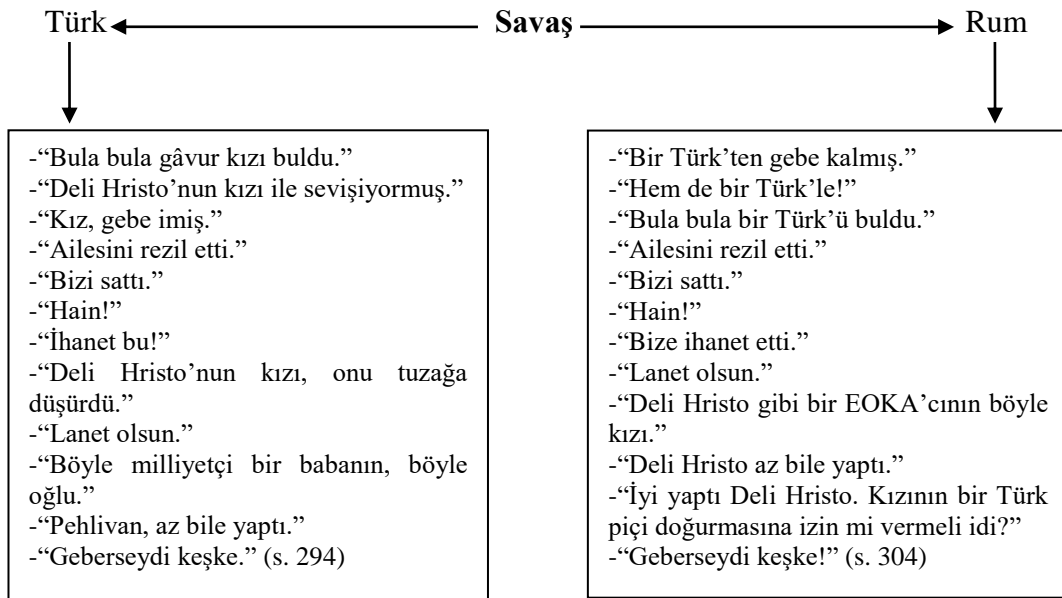 Türk Savaş Rum
-“Bula bula gâvur kızı buldu.”
-“Deli Hristo’nun kızı ile sevişiyormuş.”
-“Kız, gebe imiş.”
-“Ailesini rezil etti.”
-“Bizi sattı.”
-“Hain!”
-“İhanet bu!”
-“Deli Hristo’nun kızı, onu tuzağa
düşürdü.”
-“Lanet olsun.”
-“Böyle milliyetçi bir babanın, böyle
oğlu.”
-“Pehlivan, az bile yaptı.”
-“Geberseydi keşke.” (s. 294)
-“Bir Türk’ten gebe kalmış.”
-“Hem de bir Türk’le!”
-“Bula bula bir Türk’ü buldu.”
-“Ailesini rezil etti.”
-“Bizi sattı.”
-“Hain!”
-“Bize ihanet etti.”
-“Lanet olsun.”
-“Deli Hristo gibi bir EOKA’cının böyle
kızı.”
-“Deli Hristo az bile yaptı.”
-“İyi yaptı Deli Hristo. Kızının bir Türk
piçi doğurmasına izin mi vermeli idi?”
-“Geberseydi keşke!” (s. 304)